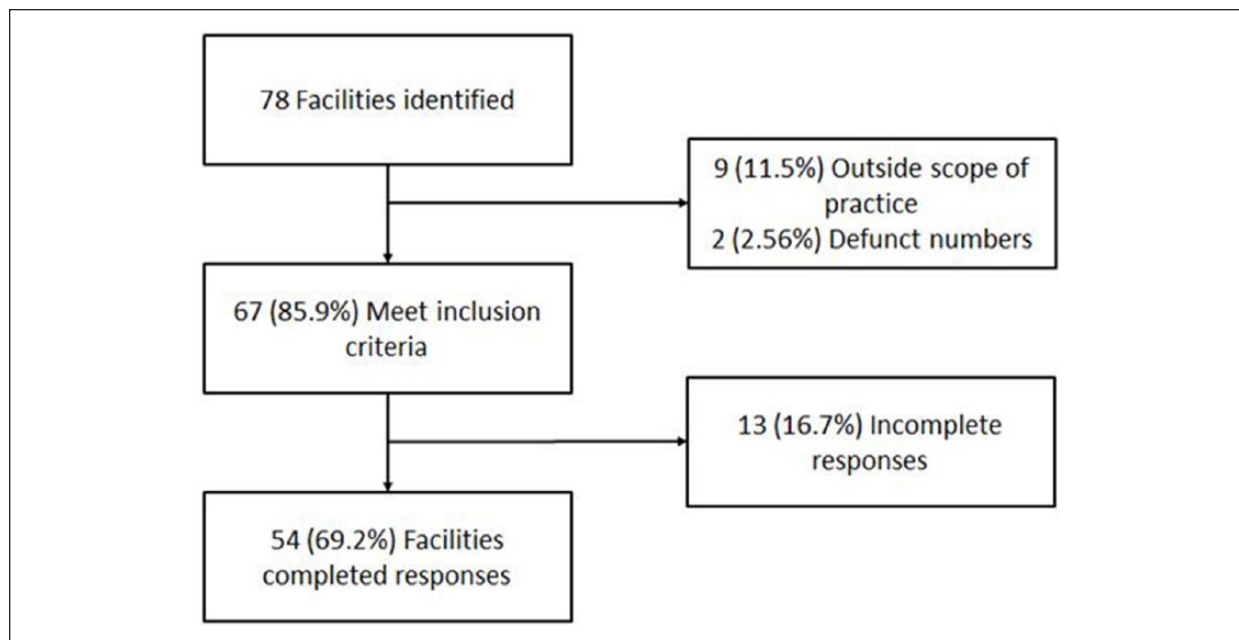 78 Facilities identified
9 (11.5%) Outside scope of
practice
2 (2.56%) Defunct numbers
67 (85.9%) Meet inclusion
criteria
13 (16.7%) Incomplete
responses
54 (69.2%) Facilities
completed responses